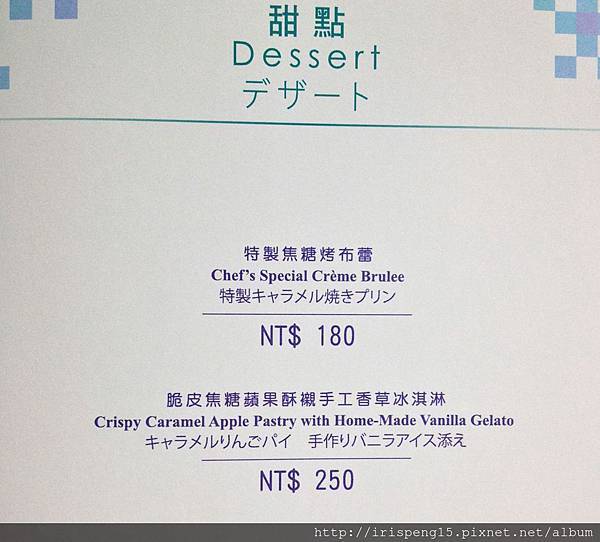 甜點
Dessert
デザート
特製焦糖烤布蕾
Chef's Special Crème Brulee
特製キャラメル焼きプリン
NT$ 180
脆皮焦糖蘋果酥襯手工香草冰淇淋
Crispy Caramel Apple Pastry with Home-Made Vanilla Gelato
キャラメルりんごパイ　手作りバニラアイス添え
NT$ 250
http://irispeng15.pixnet.net/album